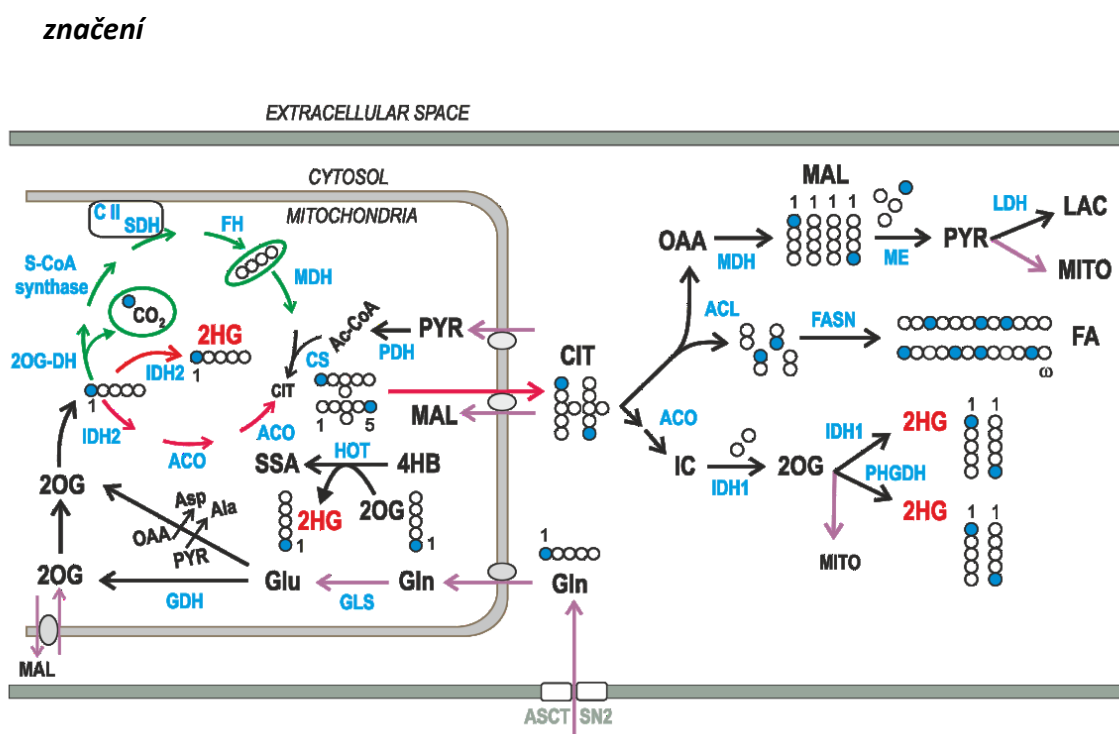 značení
EXTRACELLULAR SPACE
CYTOSOL
MITOCHONDRIA
C II
SDH
FH
S-CoA
synthase
CO2
MDH
2HG
2OG-DH
IDH2
1
1
IDH2
ACO
ACO
CIT
CS
Ac-CoA
PDH
PYR
1
5
MAL
HOT
SSA
4HB
2HG
2OG
1
1
2OG
Asp
Ala
OAA
PYR
2OG
GDH
Glu
GLS
Gln
MAL
1
Gln
ASCT
SN2
CIT
MAL
1 1 1 1
OAA
MDH
ME
PYR
LDH
LAC
MITO
ACL
FASN
FA
ω
ACO
IC
IDH1
2OG
IDH1
2HG
1 1
PHGDH
2HG
1 1
MITO